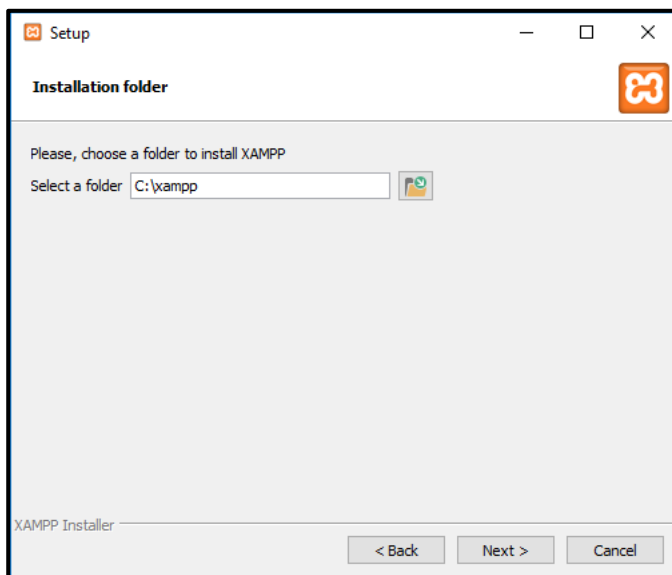 Setup
Installation folder
Please, choose a folder to install XAMPP
Select a folder C:\xampp
XAMPP Installer
< Back Next > Cancel